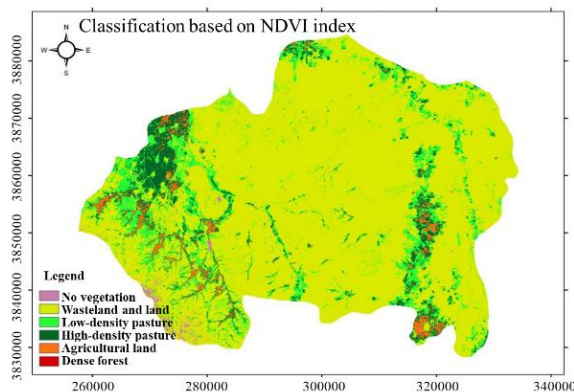 Classification based on NDVI index
N
W E
S
3880000
3870000
3860000
3850000
3840000
3830000
Legend
No vegetation
Wasteland and land
Low-density pasture
High-density pasture
Agricultural land
Dense forest
260000 280000 300000 320000 340000